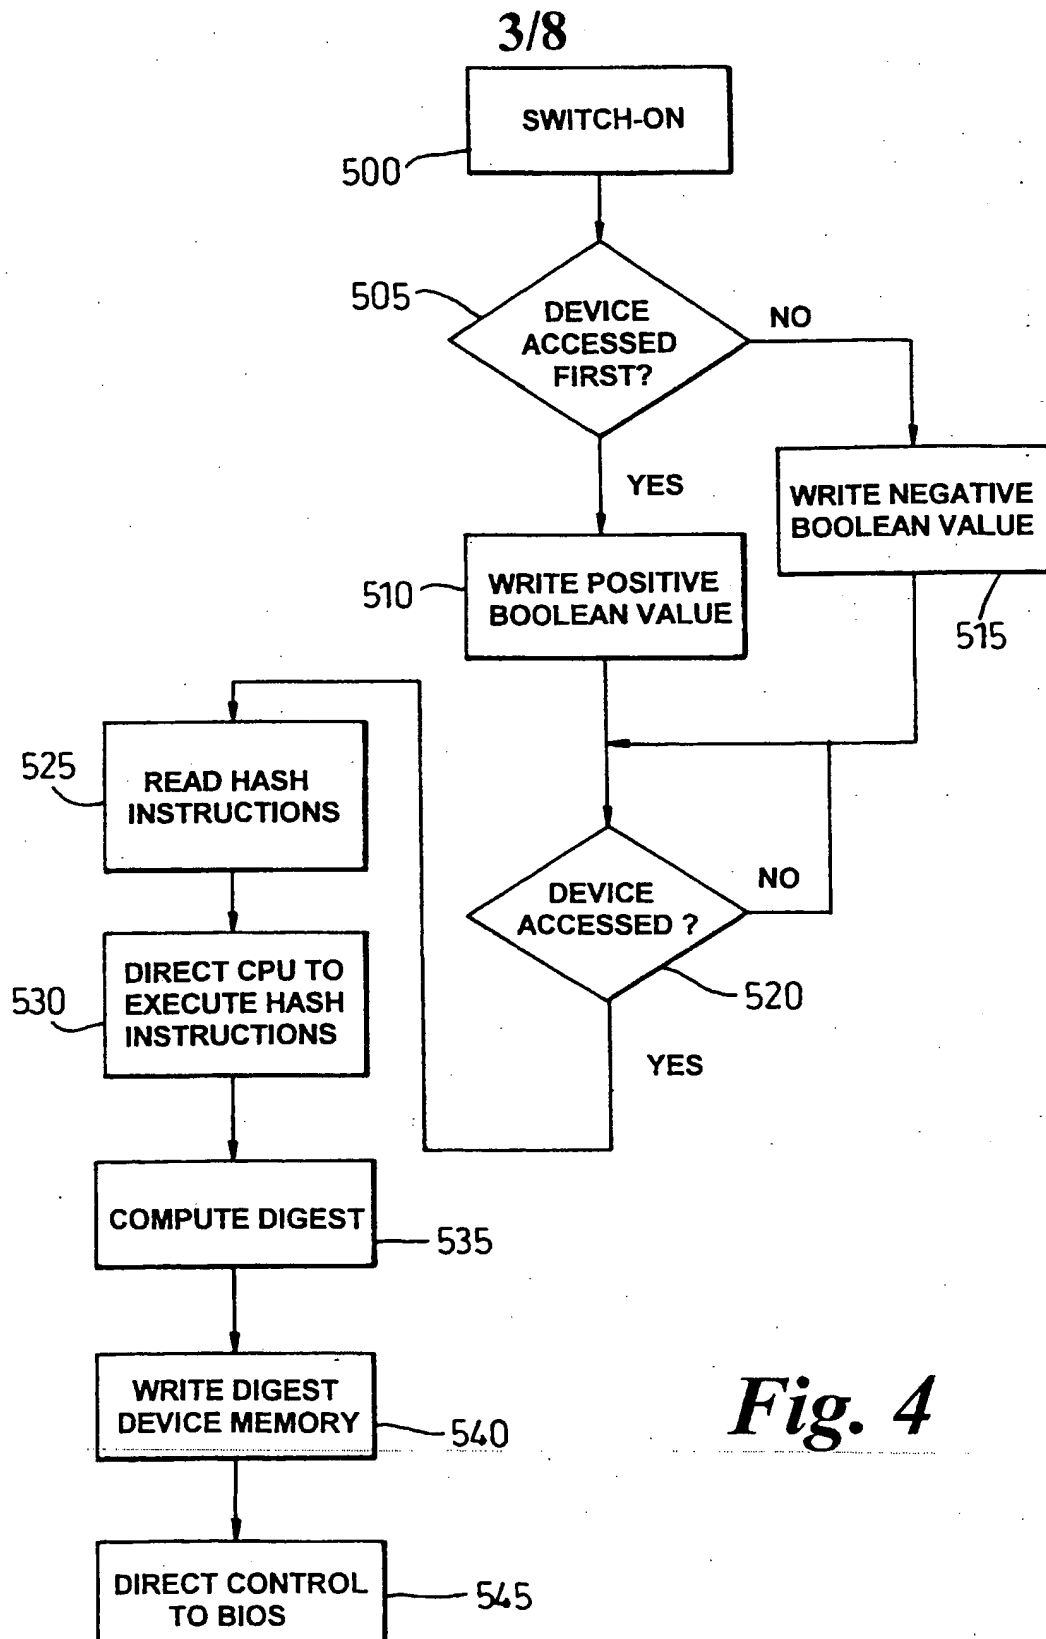 3/8
SWITCH-ON
500
505
DEVICE
ACCESSED
FIRST?
NO
YES
WRITE NEGATIVE
BOOLEAN VALUE
515
510
WRITE POSITIVE
BOOLEAN VALUE
525
READ HASH
INSTRUCTIONS
DEVICE
ACCESSED ?
NO
520
YES
530
DIRECT CPU TO
EXECUTE HASH
INSTRUCTIONS
COMPUTE DIGEST
535
WRITE DIGEST
DEVICE MEMORY
540
Fig. 4
DIRECT CONTROL
TO BIOS
545